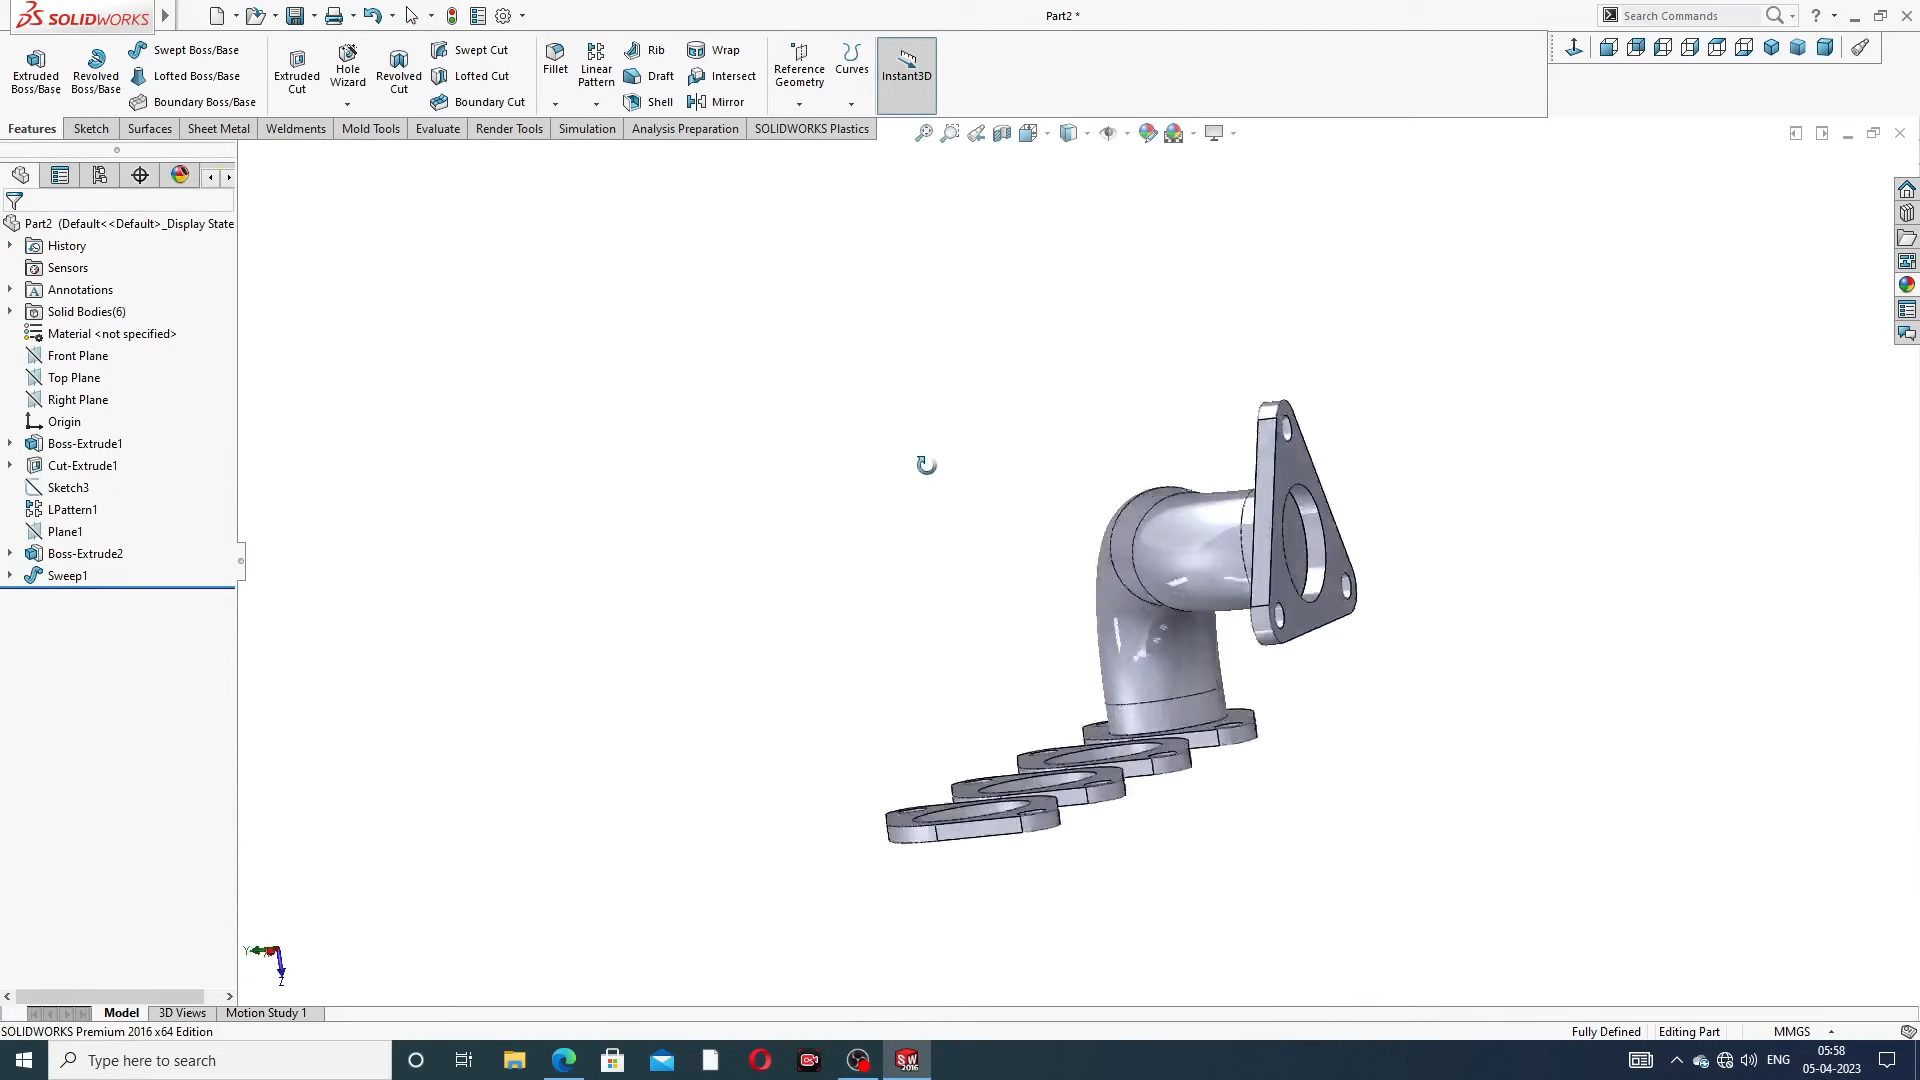 SOLIDWORKS
Part2 *
Search Commands
Extruded Boss/Base
Revolved Boss/Base
Swept Boss/Base
Lofted Boss/Base
Boundary Boss/Base
Extruded Cut
Hole Wizard
Revolved Cut
Swept Cut
Lofted Cut
Boundary Cut
Fillet
Linear Pattern
Rib
Draft
Shell
Wrap
Intersect
Mirror
Reference Geometry
Curves
Instant3D
Features
Sketch
Surfaces
Sheet Metal
Weldments
Mold Tools
Evaluate
Render Tools
Simulation
Analysis Preparation
SOLIDWORKS Plastics
Part2 (Default<<Default>_Display State
History
Sensors
Annotations
Solid Bodies(6)
Material <not specified>
Front Plane
Top Plane
Right Plane
Origin
Boss-Extrude1
Cut-Extrude1
Sketch3
LPattern1
Plane1
Boss-Extrude2
Sweep1
Y
Z
Model
3D Views
Motion Study 1
SOLIDWORKS Premium 2016 x64 Edition
Fully Defined
Editing Part
MMGS
Type here to search
SW
2016
ENG
05:58
05-04-2023